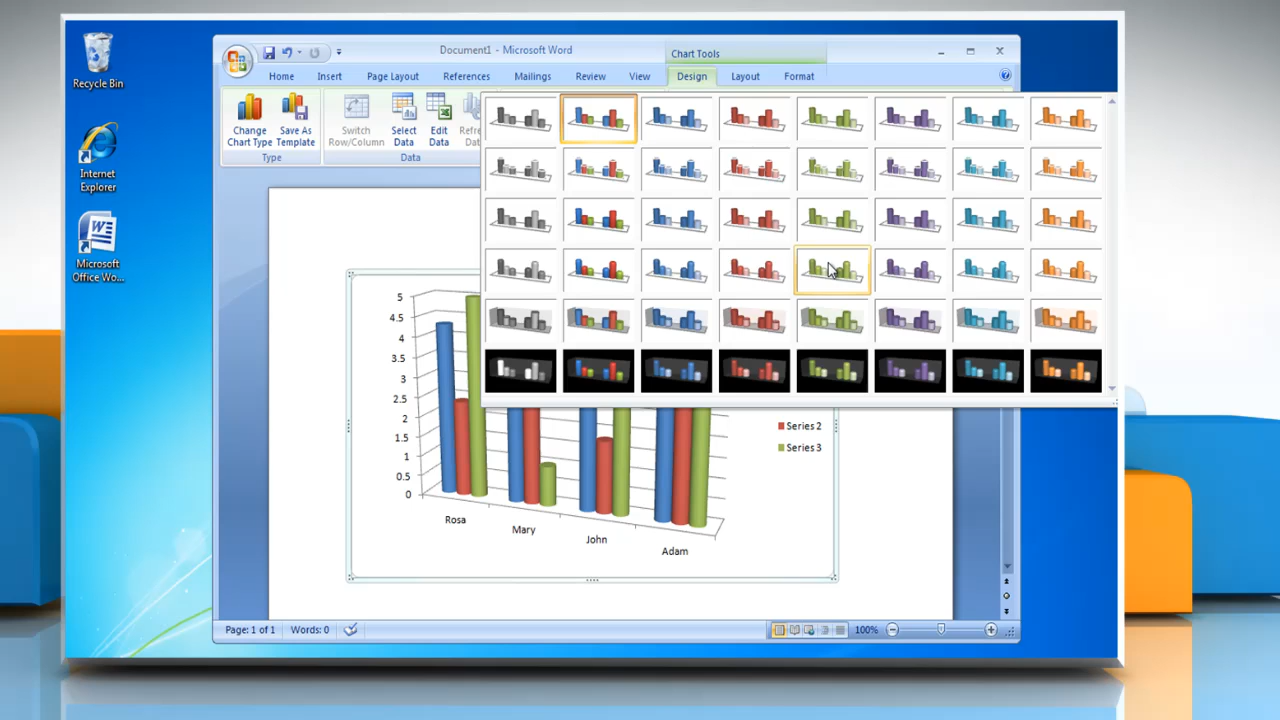 Recycle Bin
Internet
Explorer
Microsoft
Office Wo...
Document1 - Microsoft Word
Chart Tools
Home Insert Page Layout References Mailings Review View Design Layout Format
Change
Chart Type
Save As
Template
Switch
Row/Column
Select
Data
Edit
Data
Refre
Dat
Type
Data
5
4.5
4
3.5
3
2.5
2
1.5
1
0.5
0
Rosa
Mary
John
Adam
Series 2
Series 3
Page: 1 of 1 Words: 0
100%